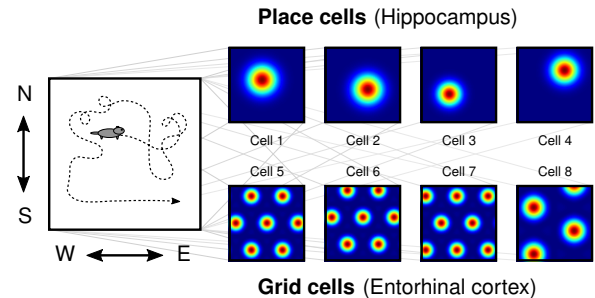 Place cells (Hippocampus)
N
S
W E
Cell 1 Cell 2 Cell 3 Cell 4
Cell 5 Cell 6 Cell 7 Cell 8
Grid cells (Entorhinal cortex)